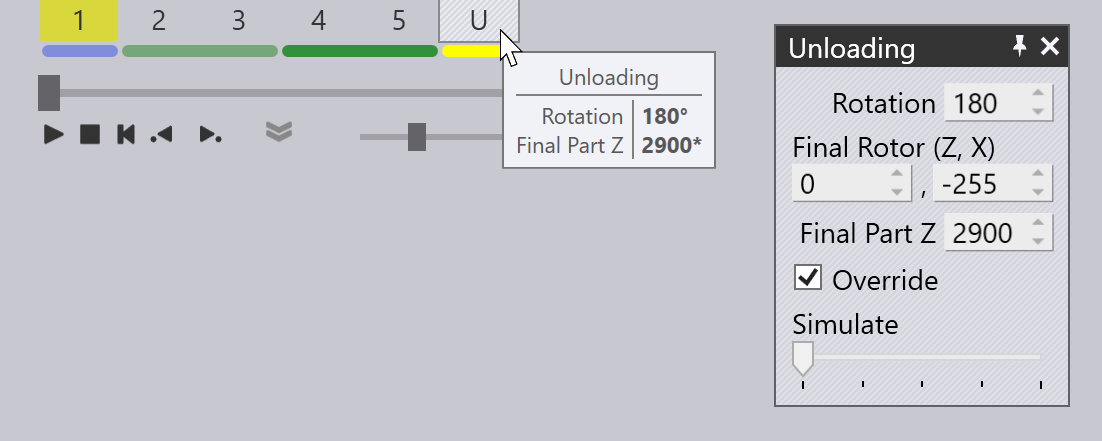 1 2 3 4 5 U
Unloading
Rotation 180°
Final Part Z 2900*
Unloading
Rotation 180
Final Rotor (Z, X)
0 , -255
Final Part Z 2900
Override
Simulate